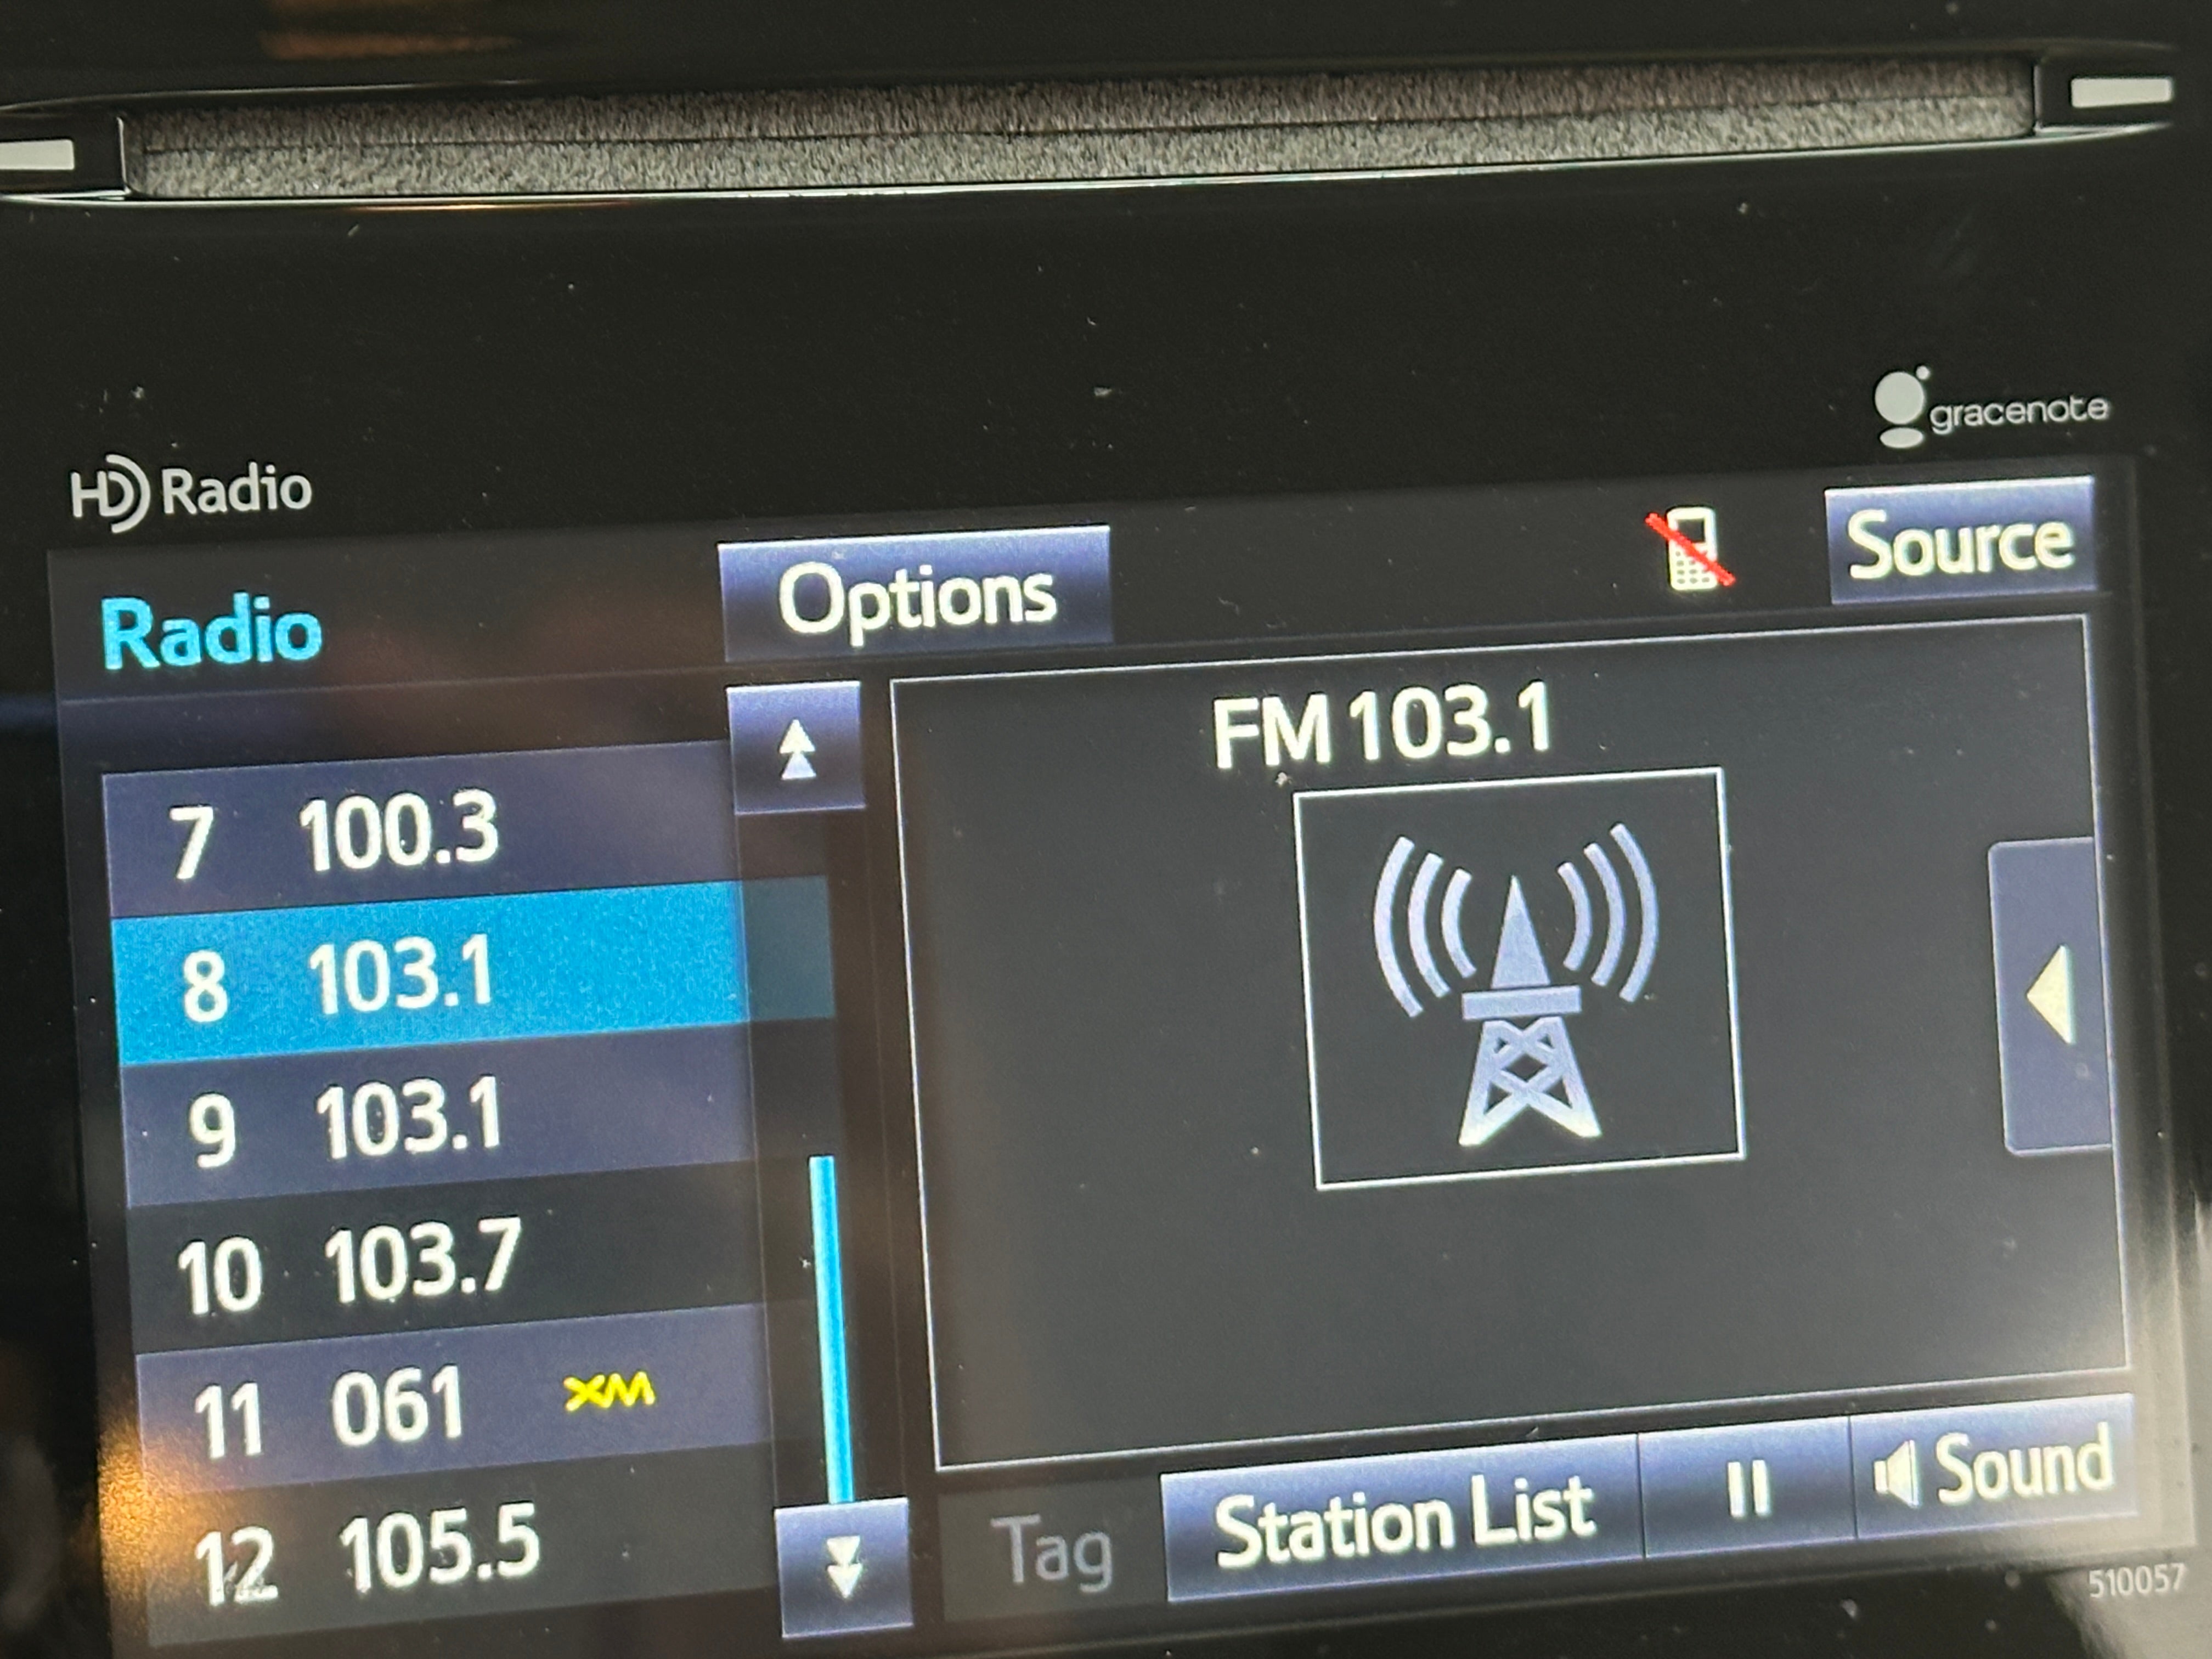 gracenote
HD Radio
Source
Options
Radio
FM 103.1
7 100.3
8 103.1
9 103.1
10 103.7
11 061 XM
12 105.5
Tag
Station List
Sound
510057